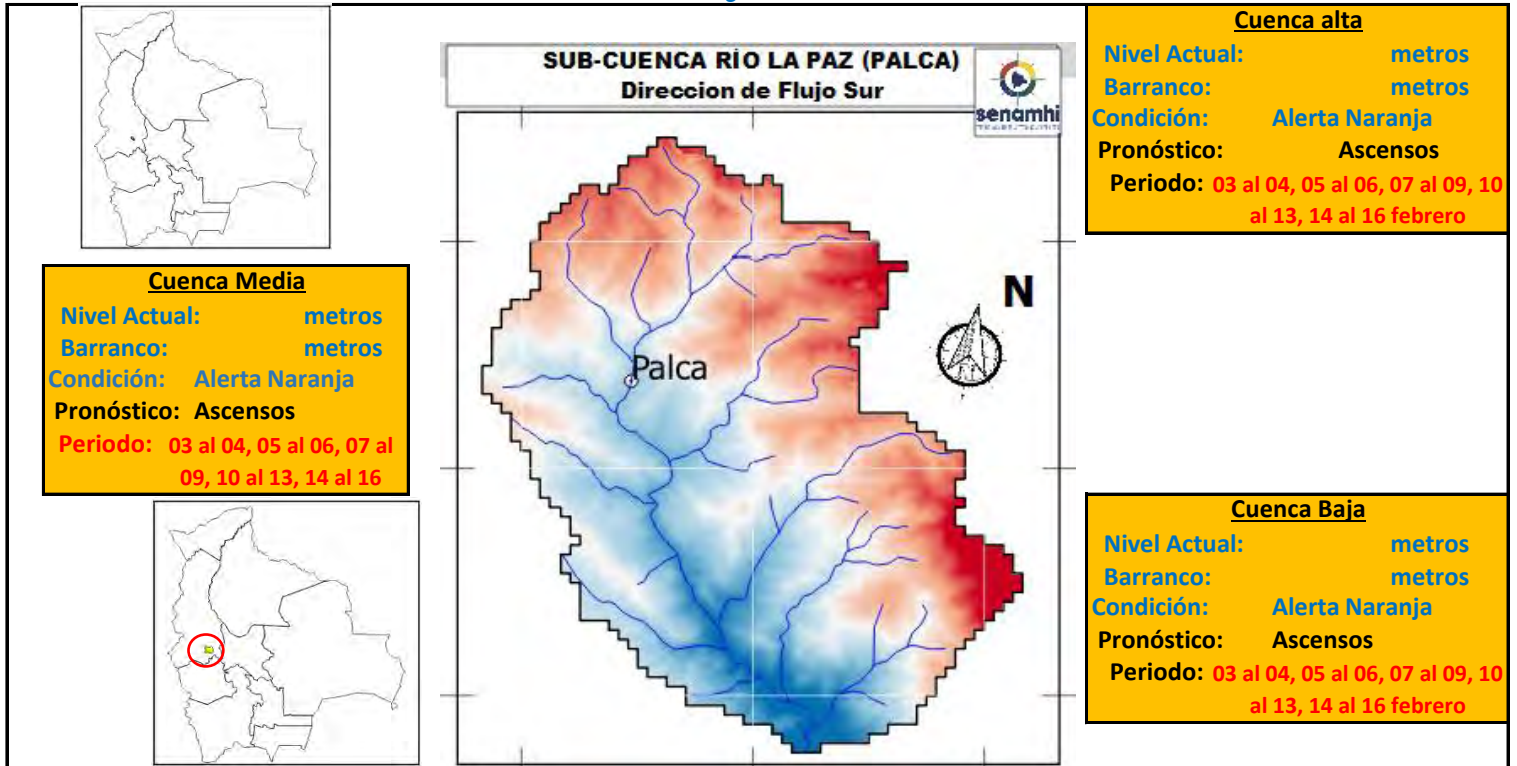 Cuenca alta
Nivel Actual: metros
Barranco: metros
Condición: Alerta Naranja
Pronóstico: Ascensos
Periodo: 03 al 04, 05 al 06, 07 al 09, 10
al 13, 14 al 16 febrero
SUB-CUENCA RÍO LA PAZ (PALCA)
Direccion de Flujo Sur
senamhi
N
Palca
Cuenca Media
Nivel Actual: metros
Barranco: metros
Condición: Alerta Naranja
Pronóstico: Ascensos
Periodo: 03 al 04, 05 al 06, 07 al
09, 10 al 13, 14 al 16
Cuenca Baja
Nivel Actual: metros
Barranco: metros
Condición: Alerta Naranja
Pronóstico: Ascensos
Periodo: 03 al 04, 05 al 06, 07 al 09, 10
al 13, 14 al 16 febrero